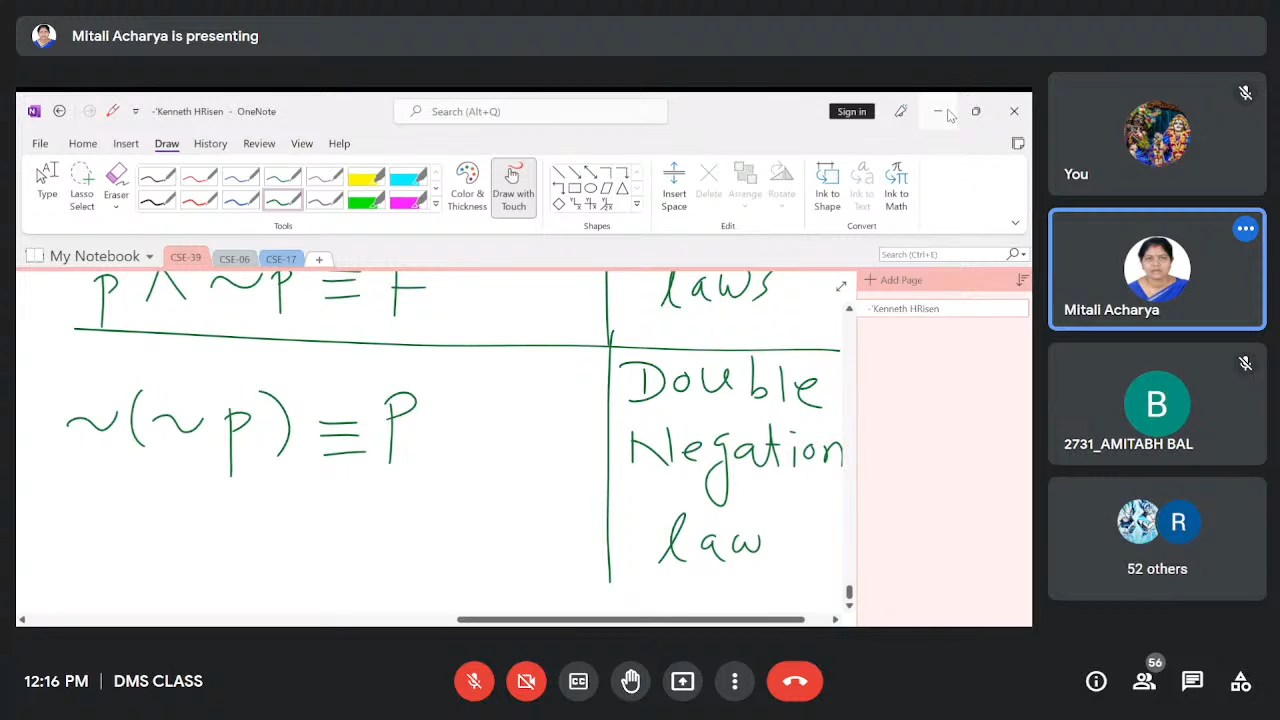 Mitali Acharya is presenting
-'Kenneth HRisen - OneNote
Search (Alt+Q)
Sign in
File Home Insert Draw History Review View Help
Type
Lasso Select
Eraser
Color & Thickness
Draw with Touch
Insert Space
Delete
Arrange
Rotate
Ink to Shape
Ink to Text
Ink to Math
Tools
Shapes
Edit
Convert
My Notebook
CSE-39
CSE-06
CSE-17
Search (Ctrl+E)
Add Page
-'Kenneth HRisen
p ∧ ~p ≡ F
laws
~(~p) ≡ P
Double
Negation
law
You
Mitali Acharya
B
2731_AMITABH BAL
R
52 others
12:16 PM | DMS CLASS
56